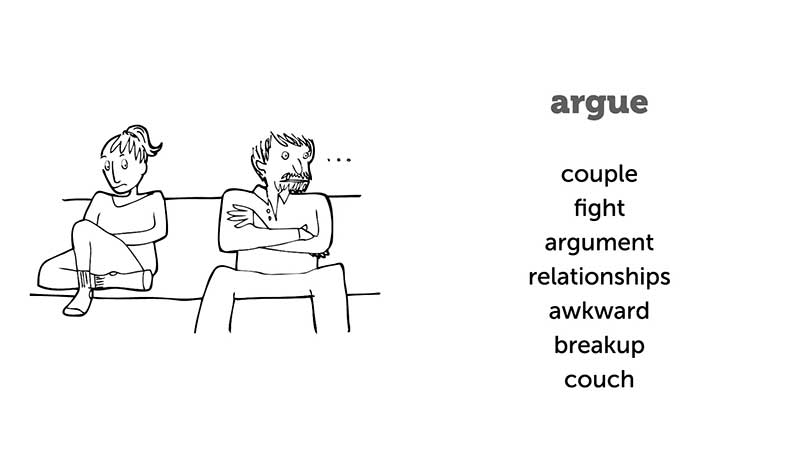 ...
argue
couple
fight
argument
relationships
awkward
breakup
couch